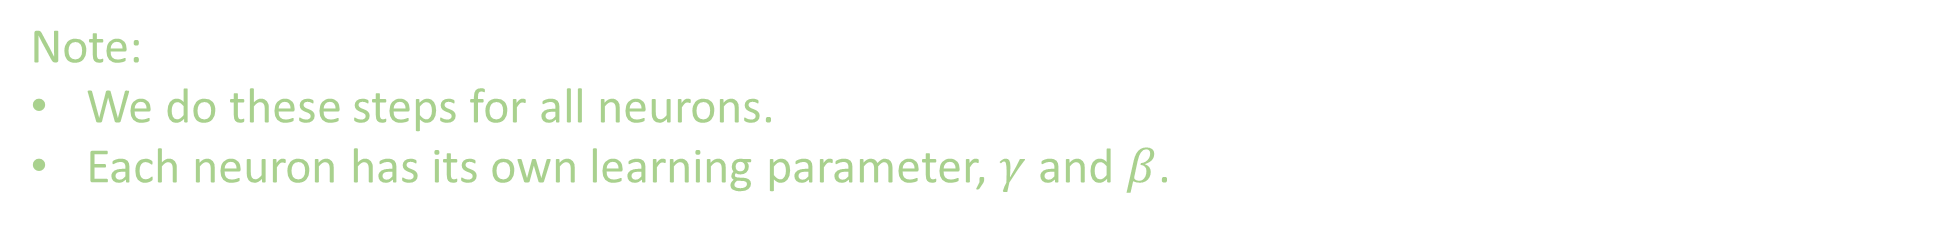 Note:
• We do these steps for all neurons.
• Each neuron has its own learning parameter, γ and β.